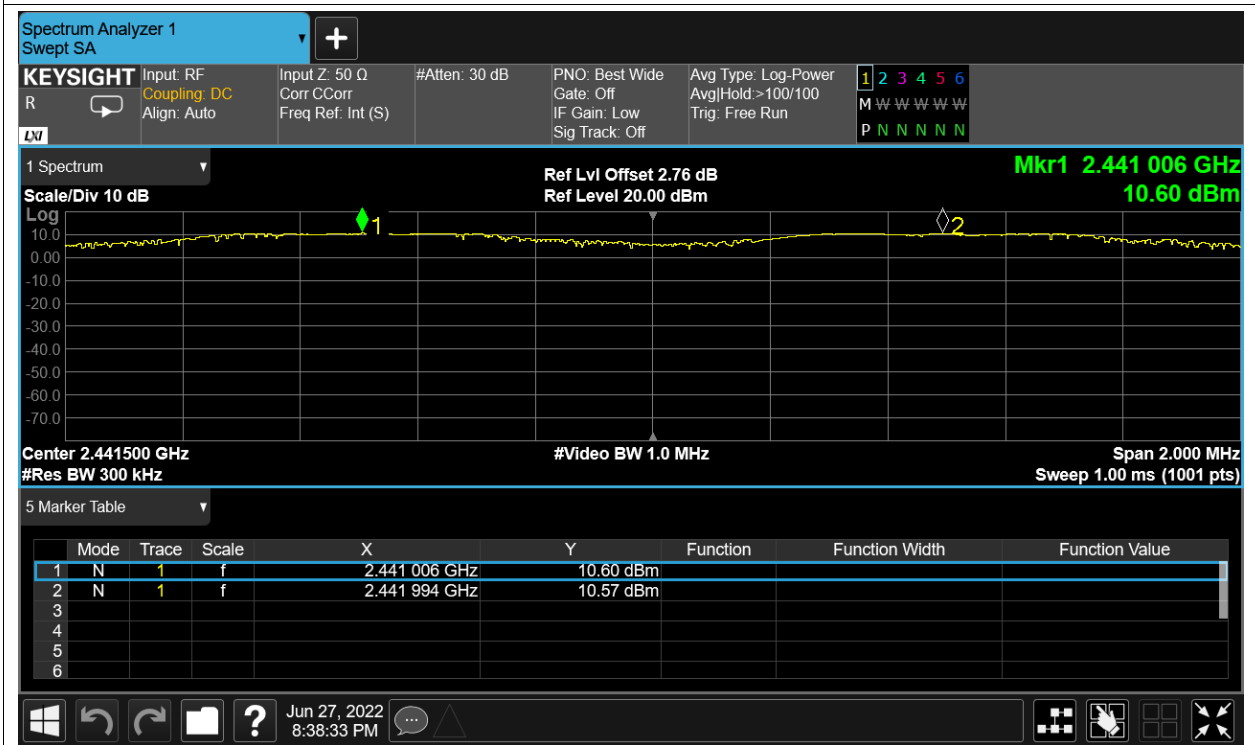 Spectrum Analyzer 1
Swept SA
KEYSIGHT
R
LXI
Input: RF
Coupling: DC
Align: Auto
Input Z: 50 Ω
Corr CCorr
Freq Ref: Int (S)
#Atten: 30 dB
PNO: Best Wide
Gate: Off
IF Gain: Low
Sig Track: Off
Avg Type: Log-Power
Avg|Hold:>100/100
Trig: Free Run
1 2 3 4 5 6
M W W W W W
P N N N N N
1 Spectrum
Scale/Div 10 dB
Ref Lvl Offset 2.76 dB
Ref Level 20.00 dBm
Mkr1 2.441 006 GHz
10.60 dBm
Log
10.0
0.00
-10.0
-20.0
-30.0
-40.0
-50.0
-60.0
-70.0
1
2
Center 2.441500 GHz
#Res BW 300 kHz
#Video BW 1.0 MHz
Span 2.000 MHz
Sweep 1.00 ms (1001 pts)
5 Marker Table
Mode Trace Scale X Y Function Function Width Function Value
1 N 1 f 2.441 006 GHz 10.60 dBm
2 N 1 f 2.441 994 GHz 10.57 dBm
3
4
5
6
?
Jun 27, 2022
8:38:33 PM